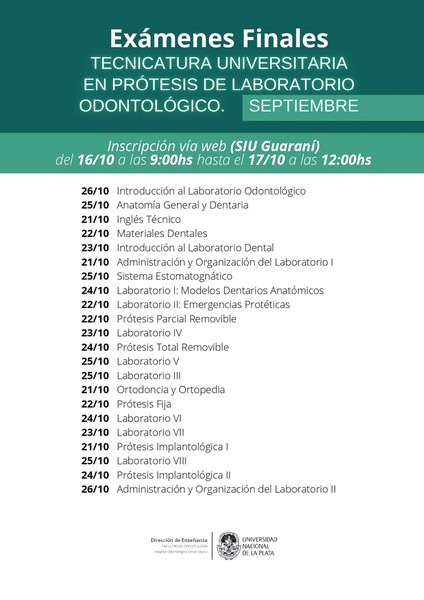 Exámenes Finales
TECNICATURA UNIVERSITARIA
EN PRÓTESIS DE LABORATORIO
ODONTOLÓGICO. SEPTIEMBRE
Inscripción vía web (SIU Guaraní)
del 16/10 a las 9:00hs hasta el 17/10 a las 12:00hs
26/10 Introducción al Laboratorio Odontológico
25/10 Anatomía General y Dentaria
21/10 Inglés Técnico
22/10 Materiales Dentales
23/10 Introducción al Laboratorio Dental
21/10 Administración y Organización del Laboratorio I
25/10 Sistema Estomatognático
24/10 Laboratorio I: Modelos Dentarios Anatómicos
22/10 Laboratorio II: Emergencias Protéticas
22/10 Prótesis Parcial Removible
23/10 Laboratorio IV
24/10 Prótesis Total Removible
25/10 Laboratorio V
25/10 Laboratorio III
21/10 Ortodoncia y Ortopedia
22/10 Prótesis Fija
24/10 Laboratorio VI
23/10 Laboratorio VII
21/10 Prótesis Implantológica I
25/10 Laboratorio VIII
24/10 Prótesis Implantológica II
26/10 Administración y Organización del Laboratorio II
Dirección de Enseñanza
FACULTAD DE ODONTOLOGÍA
Hospital Odontológico Universitario
UNIVERSIDAD
NACIONAL
DE LA PLATA